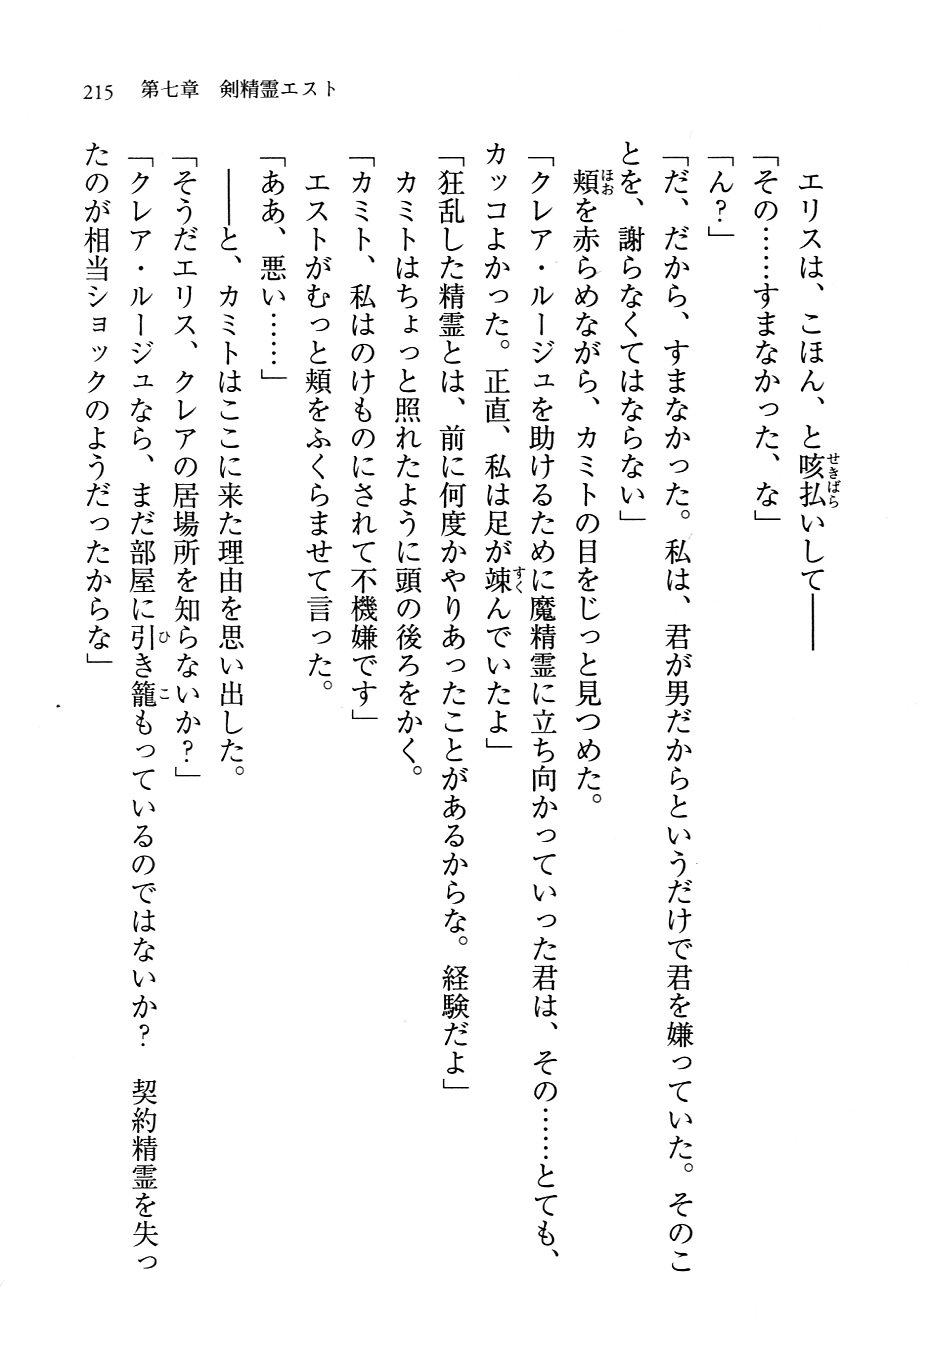 215　第七章　剣精霊エスト
　エリスは、こほん、と咳払いして――
「その……すまなかった、な」
「ん？」
「だ、だから、すまなかった。私は、君が男だからというだけで君を嫌っていた。そのこ
とを、謝らなくてはならない」
　頬を赤らめながら、カミトの目をじっと見つめた。
「クレア・ルージュを助けるために魔精霊に立ち向かっていった君は、その……とても、
カッコよかった。正直、私は足が竦んでいたよ」
「狂乱した精霊とは、前に何度かやりあったことがあるからな。経験だよ」
　カミトはちょっと照れたように頭の後ろをかく。
「カミト、私はのけものにされて不機嫌です」
　エストがむっと頬をふくらませて言った。
「ああ、悪い……」
　――と、カミトはここに来た理由を思い出した。
「そうだエリス、クレアの居場所を知らないか？」
「クレア・ルージュなら、まだ部屋に引き籠もっているのではないか？　契約精霊を失っ
たのが相当ショックのようだったからな」